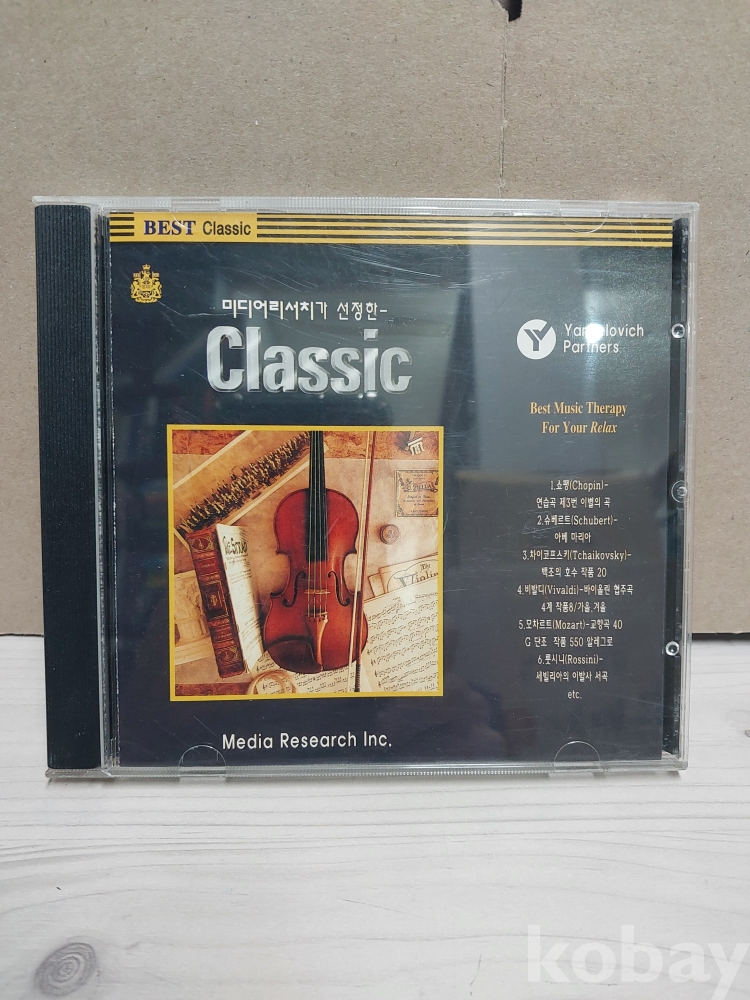 BEST Classic
미디어리서치가 선정한-
Classic
Yankelovich
Partners
Best Music Therapy
For Your Relax
1.쇼팽(Chopin)-
연습곡 제3번 이별의 곡
2.슈베르트(Schubert)-
아베 마리아
3.차이코프스키(Tchaikovsky)-
백조의 호수 작품 20
4.비발디(Vivaldi)-바이올린 협주곡
4계 작품8/가을.겨울
5.모차르트(Mozart)-교향곡 40
G 단조 작품 550 알레그로
6.롯시니(Rossini)-
세빌리아의 이발사 서곡
etc.
Violin
Media Research Inc.
kobay